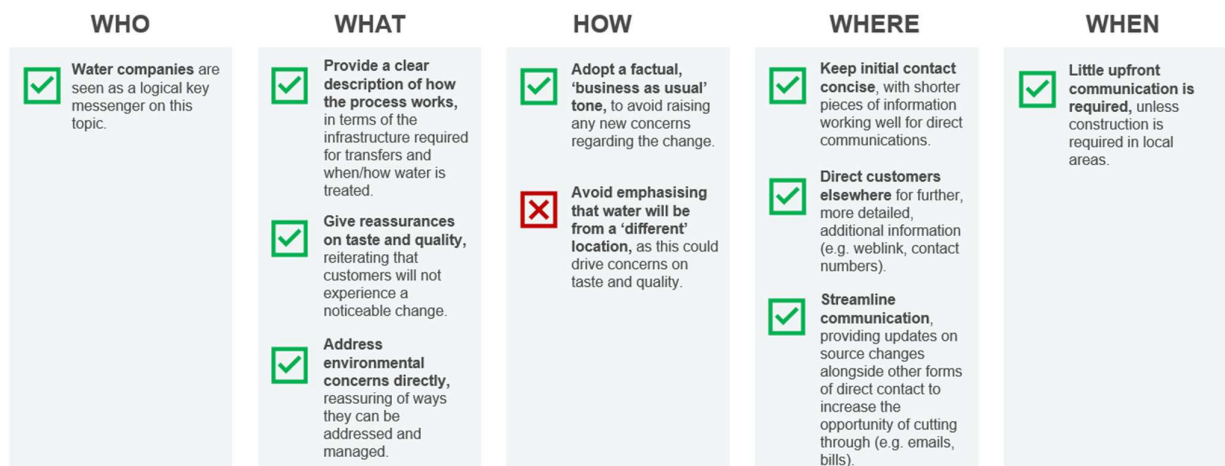 WHO
Water companies are
seen as a logical key
messenger on this
topic.
WHAT
Provide a clear
description of how
the process works,
in terms of the
infrastructure required
for transfers and
when/how water is
treated.
Give reassurances
on taste and quality,
reiterating that
customers will not
experience a
noticeable change.
Address
environmental
concerns directly,
reassuring of ways
they can be
addressed and
managed.
HOW
Adopt a factual,
‘business as usual’
tone, to avoid raising
any new concerns
regarding the change.
Avoid emphasising
that water will be
from a ‘different’
location, as this could
drive concerns on
taste and quality.
WHERE
Keep initial contact
concise, with shorter
pieces of information
working well for direct
communications.
Direct customers
elsewhere for further,
more detailed,
additional information
(e.g. weblink, contact
numbers).
Streamline
communication,
providing updates on
source changes
alongside other forms
of direct contact to
increase the
opportunity of cutting
through (e.g. emails,
bills).
WHEN
Little upfront
communication is
required, unless
construction is
required in local
areas.